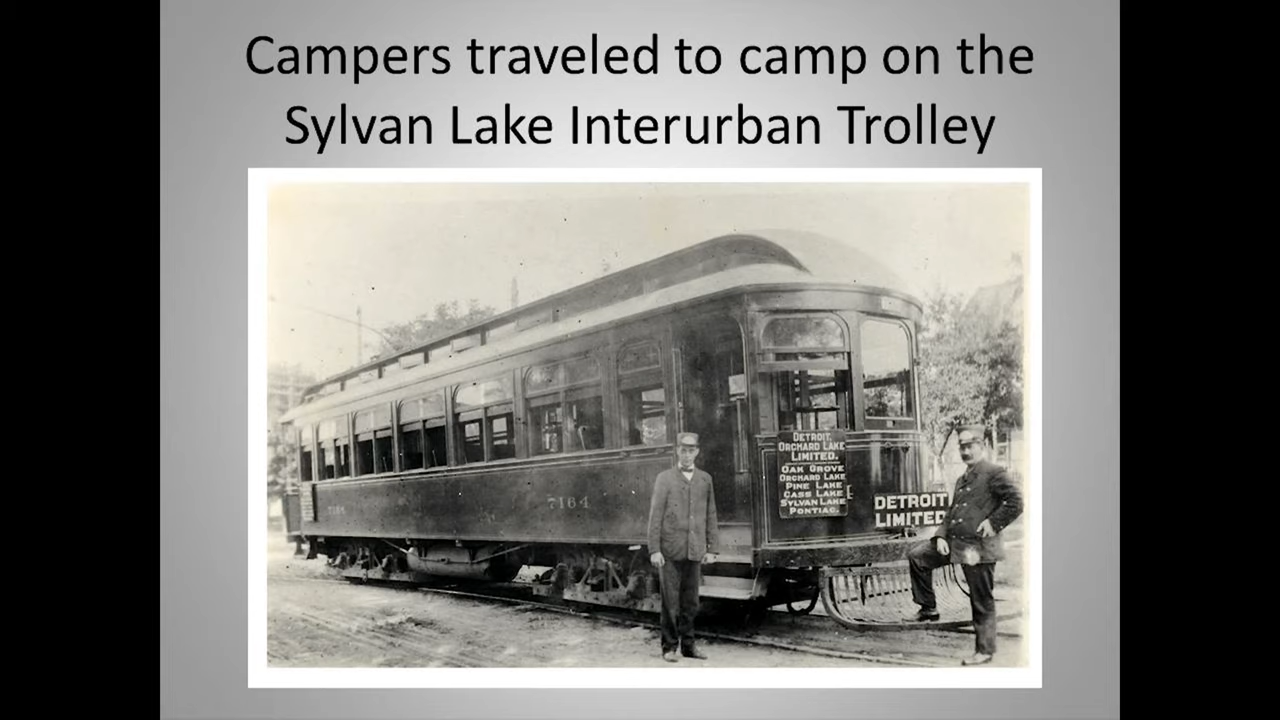 Campers traveled to camp on the
Sylvan Lake Interurban Trolley
7164
7164
DETROIT,
ORCHARD LAKE
LIMITED.
OAK GROVE
ORCHARD LAKE
PINE LAKE
CASS LAKE
SYLVAN LAKE
PONTIAC.
DETROIT
LIMITED